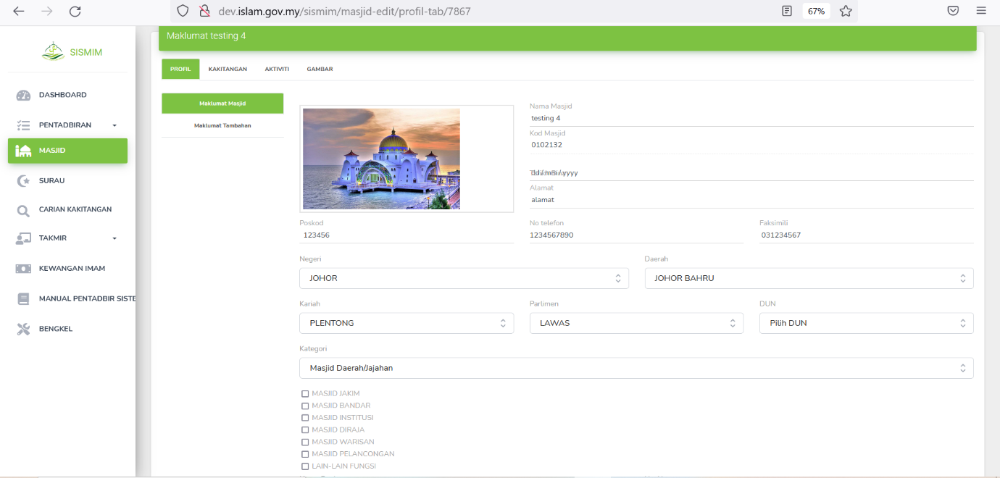 dev.islam.gov.my/sismim/masjid-edit/profil-tab/7867
67%
SISMIM
DASHBOARD
PENTADBIRAN
MASJID
SURAU
CARIAN KAKITANGAN
TAKMIR
KEWANGAN IMAM
MANUAL PENTADBIR SISTE
BENGKEL
Maklumat testing 4
PROFIL KAKITANGAN AKTIVITI GAMBAR
Maklumat Masjid
Maklumat Tambahan
Nama Masjid
testing 4
Kod Masjid
0102132
dd/mm/yyyy
Alamat
alamat
Poskod No telefon Faksimili
123456 1234567890 031234567
Negeri Daerah
JOHOR JOHOR BAHRU
Kariah Parlimen DUN
PLENTONG LAWAS Pilih DUN
Kategori
Masjid Daerah/Jajahan
MASJID JAKIM
MASJID BANDAR
MASJID INSTITUSI
MASJID DIRAJA
MASJID WARISAN
MASJID PELANCONGAN
LAIN-LAIN FUNGSI